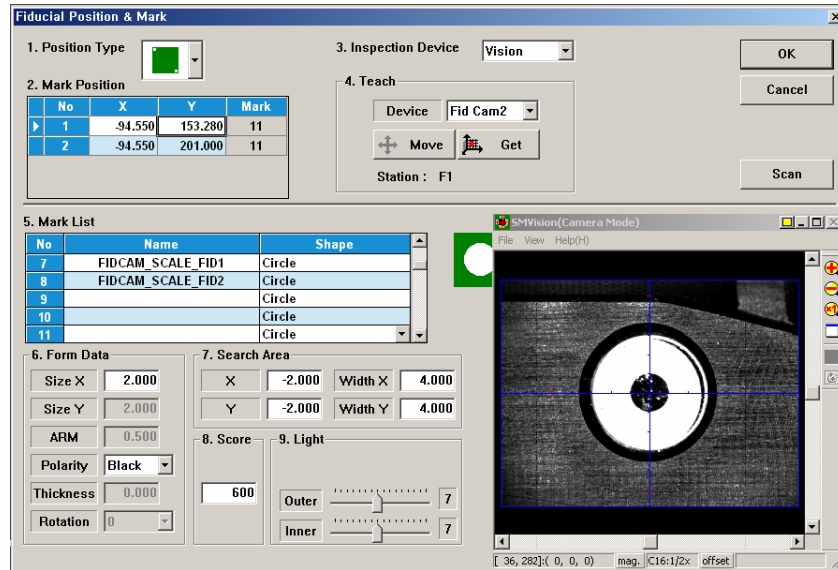 Fiducial Position & Mark
1. Position Type
2. Mark Position
No X Y Mark
1 -94.550 153.280 11
2 -94.550 201.000 11
3. Inspection Device Vision
4. Teach
Device Fid Cam2
Move Get
Station : F1
OK
Cancel
Scan
5. Mark List
No Name Shape
7 FIDCAM_SCALE_FID1 Circle
8 FIDCAM_SCALE_FID2 Circle
9 Circle
10 Circle
11 Circle
6. Form Data
Size X 2.000
Size Y 2.000
ARM 0.500
Polarity Black
Thickness 0.000
Rotation 0
7. Search Area
X -2.000 Width X 4.000
Y -2.000 Width Y 4.000
8. Score
600
9. Light
Outer 7
Inner 7
SMVision(Camera Mode)
File View Help(H)
×1
[ 36, 282]:( 0, 0, 0) mag. C16:1/2x offset